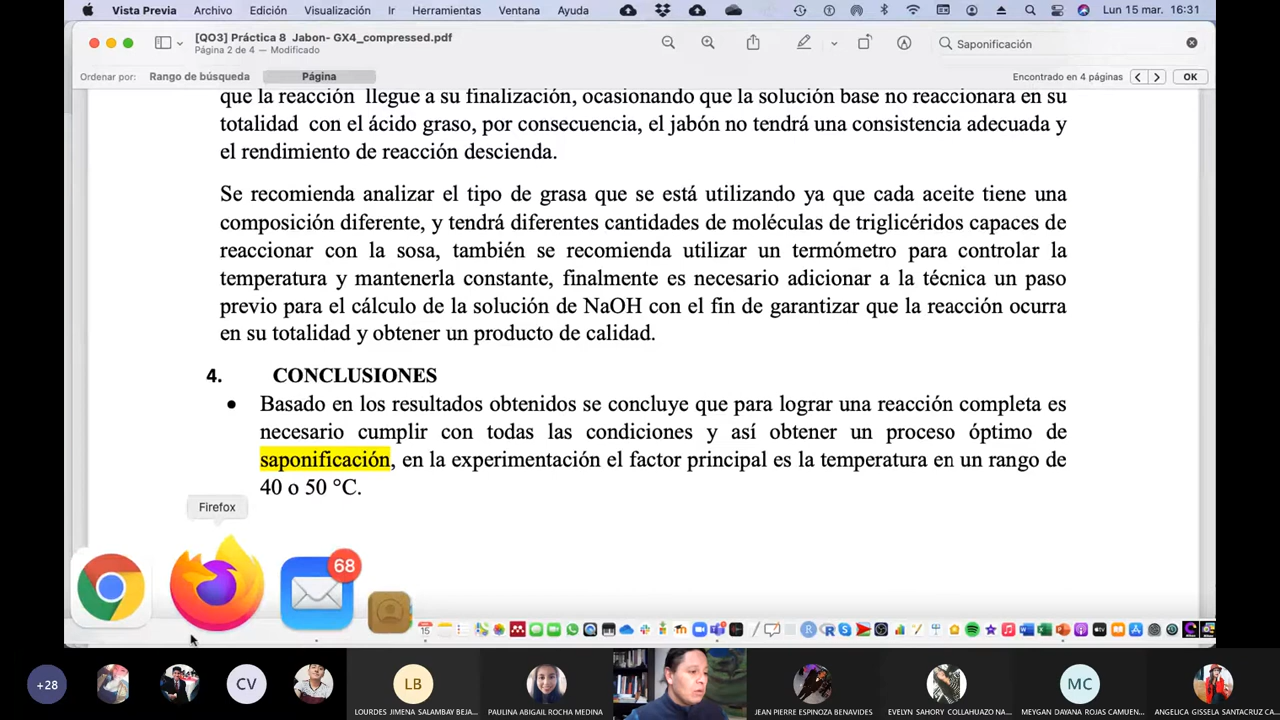 Vista Previa Archivo Edición Visualización Ir Herramientas Ventana Ayuda Lun 15 mar. 16:31
[QO3] Práctica 8 Jabon- GX4_compressed.pdf
Página 2 de 4 — Modificado
Saponificación
Ordenar por: Rango de búsqueda Página Encontrado en 4 páginas OK
que la reacción llegue a su finalización, ocasionando que la solución base no reaccionara en su
totalidad con el ácido graso, por consecuencia, el jabón no tendrá una consistencia adecuada y
el rendimiento de reacción descienda.
Se recomienda analizar el tipo de grasa que se está utilizando ya que cada aceite tiene una
composición diferente, y tendrá diferentes cantidades de moléculas de triglicéridos capaces de
reaccionar con la sosa, también se recomienda utilizar un termómetro para controlar la
temperatura y mantenerla constante, finalmente es necesario adicionar a la técnica un paso
previo para el cálculo de la solución de NaOH con el fin de garantizar que la reacción ocurra
en su totalidad y obtener un producto de calidad.
4. CONCLUSIONES
• Basado en los resultados obtenidos se concluye que para lograr una reacción completa es
necesario cumplir con todas las condiciones y así obtener un proceso óptimo de
saponificación, en la experimentación el factor principal es la temperatura en un rango de
40 o 50 °C.
Firefox
68
15
+28
CV
LB
MC
LOURDES JIMENA SALAMBAY BEJA...
PAULINA ABIGAIL ROCHA MEDINA
JEAN PIERRE ESPINOZA BENAVIDES
EVELYN SAHORY COLLAHUAZO NA...
MEYGAN DAYANA ROJAS CAMUEN...
ANGELICA GISSELA SANTACRUZ CA...